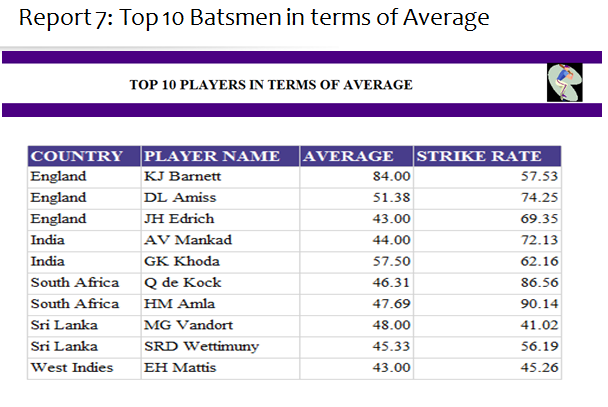 Report 7: Top 10 Batsmen in terms of Average
TOP 10 PLAYERS IN TERMS OF AVERAGE
COUNTRY PLAYER NAME AVERAGE STRIKE RATE
England KJ Barnett 84.00 57.53
England DL Amiss 51.38 74.25
England JH Edrich 43.00 69.35
India AV Mankad 44.00 72.13
India GK Khoda 57.50 62.16
South Africa Q de Kock 46.31 86.56
South Africa HM Amla 47.69 90.14
Sri Lanka MG Vandort 48.00 41.02
Sri Lanka SRD Wettimuny 45.33 56.19
West Indies EH Mattis 43.00 45.26